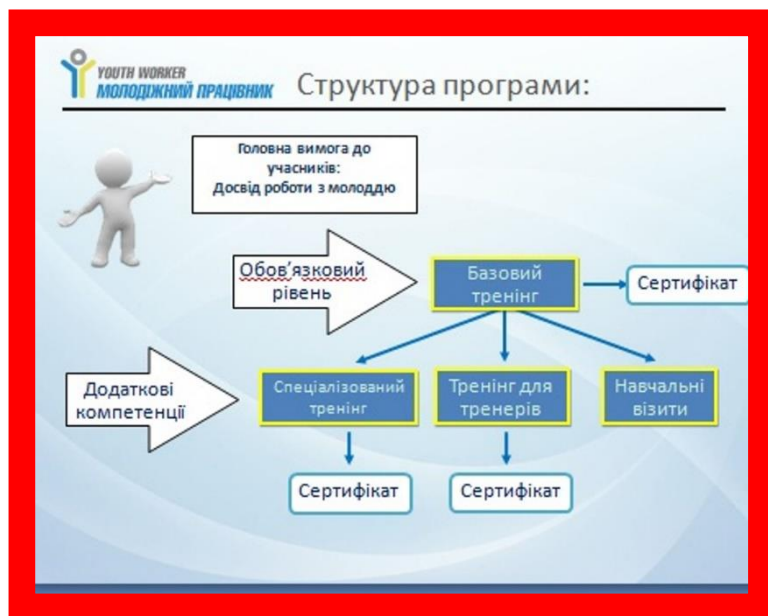 YOUTH WORKER
МОЛОДІЖНИЙ ПРАЦІВНИК
Структура програми:
Головна вимога до
учасників:
Досвід роботи з молоддю
Обов’язковий
рівень
Базовий
тренінг
Сертифікат
Додаткові
компетенції
Спеціалізований
тренінг
Тренінг для
тренерів
Навчальні
візити
Сертифікат
Сертифікат